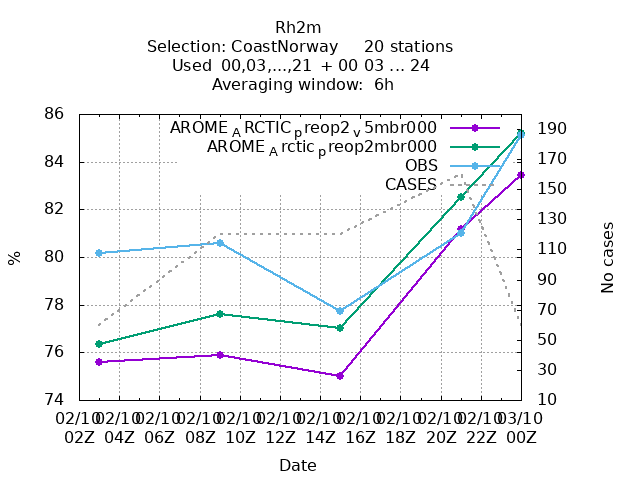 Rh2m
Selection: CoastNorway 20 stations
Used 00,03,...,21 + 00 03 ... 24
Averaging window: 6h
AROME_ARCTIC_preop2_v5mbr000
AROME_Arctic_preop2mbr000
OBS
CASES
86
84
82
80
78
76
74
%
190
170
150
130
110
90
70
50
30
10
No cases
02/10 02/10 02/10 02/10 02/10 02/10 02/10 02/10 02/10 02/10 02/10 03/10
02Z 04Z 06Z 08Z 10Z 12Z 14Z 16Z 18Z 20Z 22Z 00Z
Date